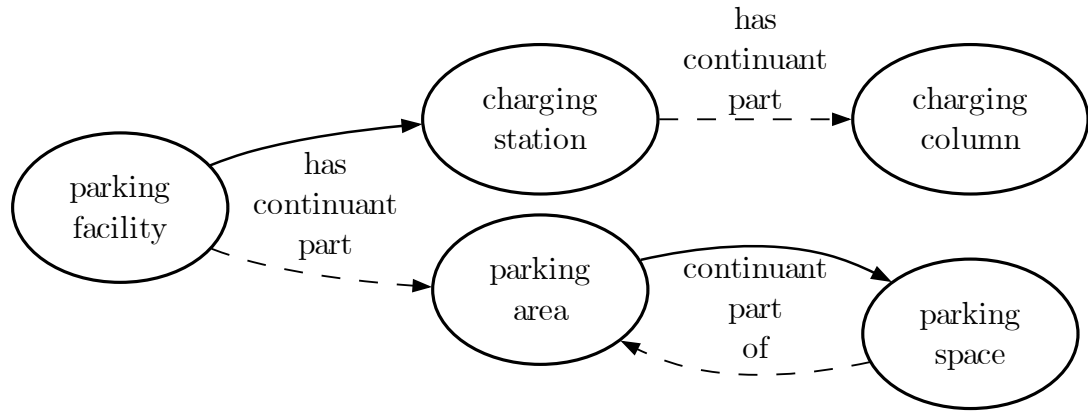 parking
facility
has
continuant
part
charging
station
has
continuant
part
charging
column
parking
area
continuant
part
of
parking
space